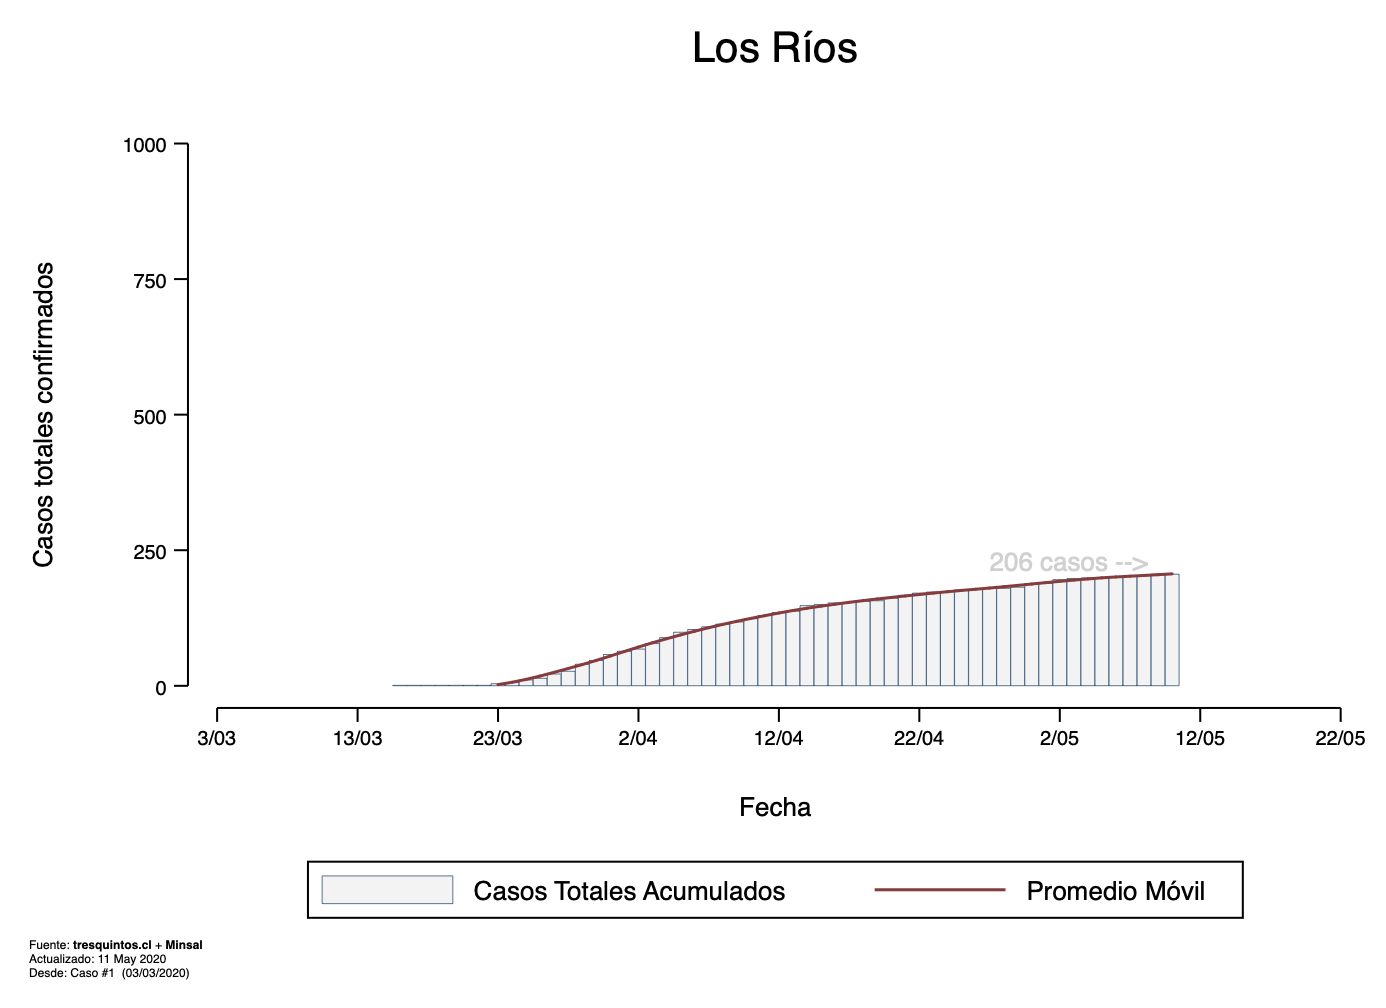 Los Ríos
Casos totales confirmados
1000
750
500
250
0
206 casos -->
3/03 13/03 23/03 2/04 12/04 22/04 2/05 12/05 22/05
Fecha
Casos Totales Acumulados Promedio Móvil
Fuente: tresquintos.cl + Minsal
Actualizado: 11 May 2020
Desde: Caso #1 (03/03/2020)